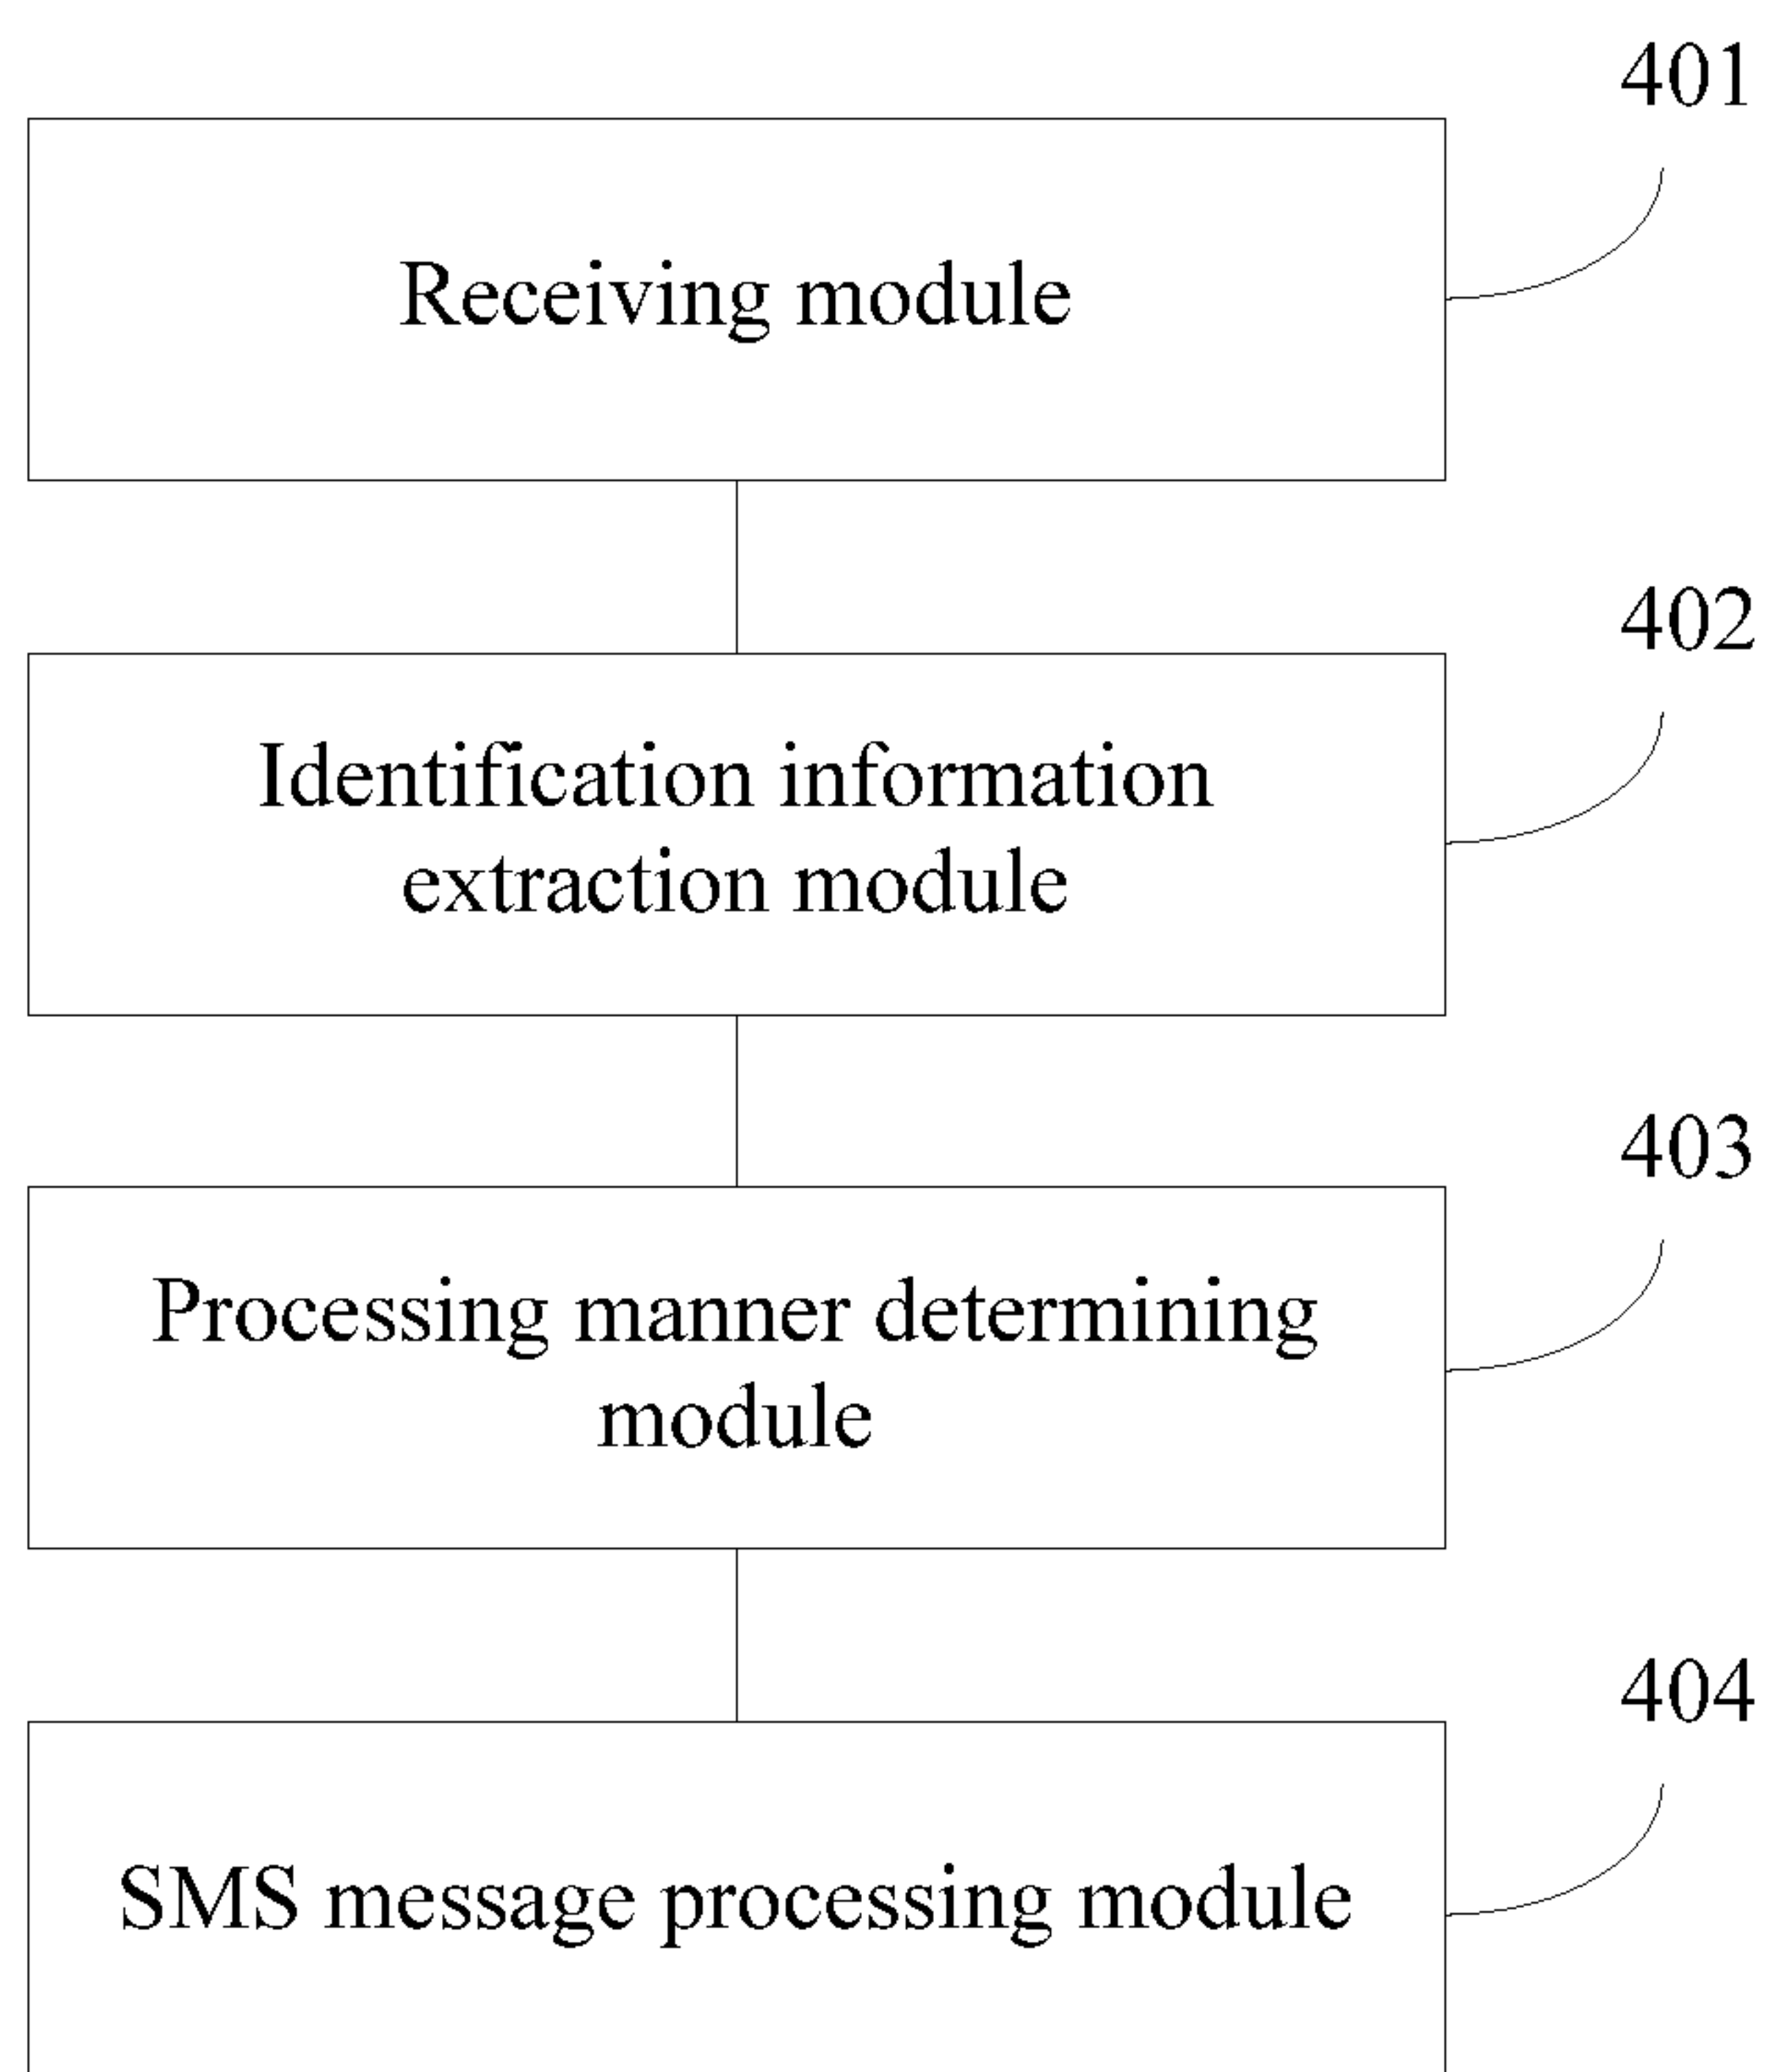 401
Receiving module
402
Identification information
extraction module
403
Processing manner determining
module
404
SMS message processing module